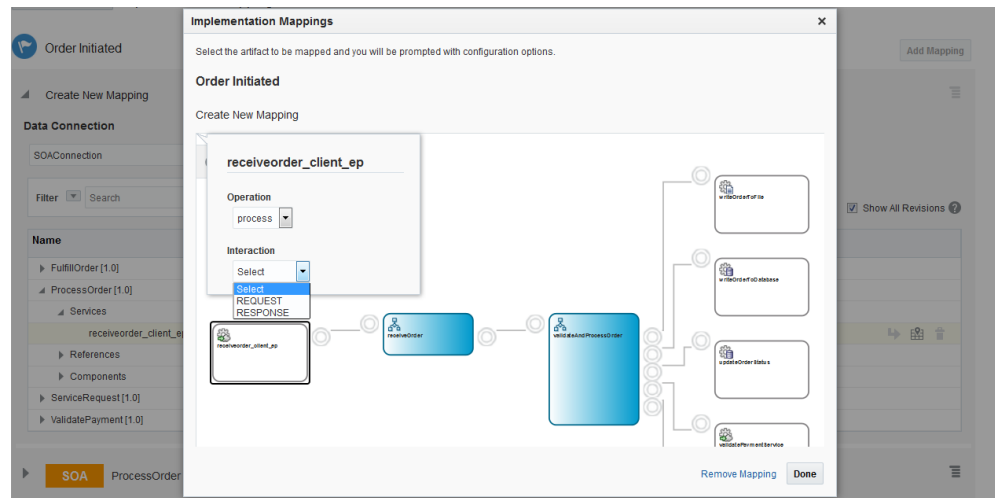 Implementation Mappings
Select the artifact to be mapped and you will be prompted with configuration options.
Order Initiated
Create New Mapping
Order Initiated
Add Mapping
Create New Mapping
Data Connection
SOAConnection
Filter
Search
Show All Revisions
Name
FulfillOrder [1.0]
ProcessOrder [1.0]
Services
receiveorder_client_ep
References
Components
ServiceRequest [1.0]
ValidatePayment [1.0]
SOA
ProcessOrder
receiveorder_client_ep
Operation
process
Interaction
Select
Select
REQUEST
RESPONSE
receiveorder_client_ep
receiveOrder
validateAndProcessOrder
writeOrderToFile
writeOrderToDatabase
updateOrderStatus
validatePaymentService
Remove Mapping
Done